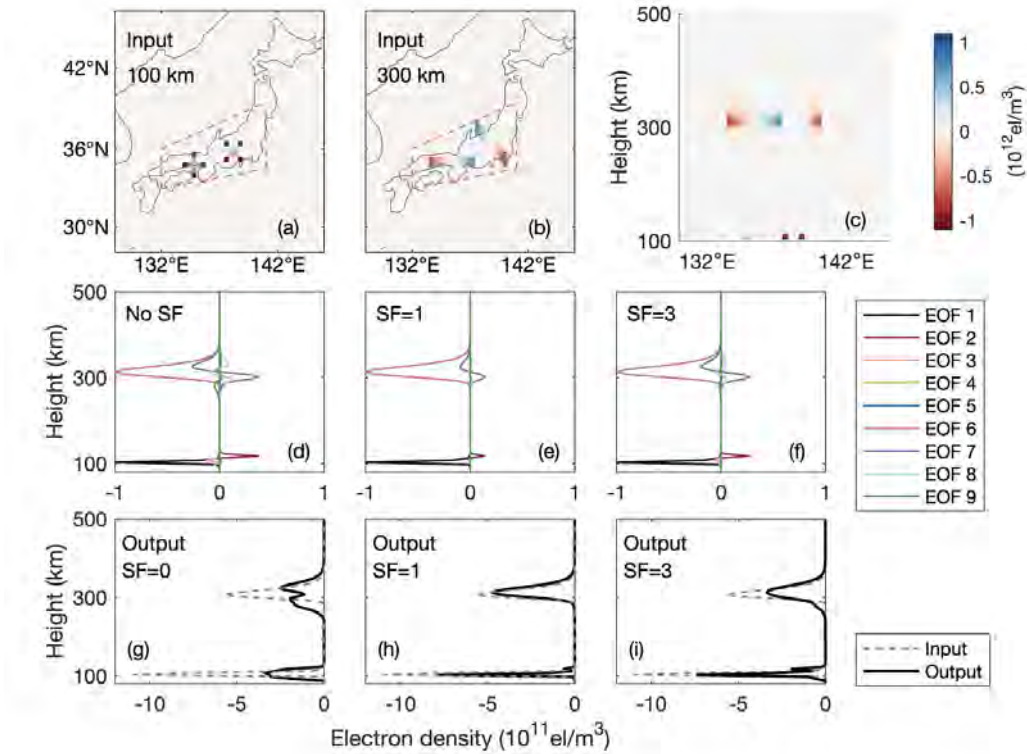 Input
100 km
42°N
36°N
30°N
132°E
142°E
(a)
Input
300 km
132°E
142°E
(b)
500
300
100
Height (km)
132°E
142°E
(c)
1
0.5
0
-0.5
-1
(10¹²el/m³)
No SF
500
300
100
Height (km)
-1
0
1
(d)
SF=1
-1
0
1
(e)
SF=3
-1
0
1
(f)
EOF 1
EOF 2
EOF 3
EOF 4
EOF 5
EOF 6
EOF 7
EOF 8
EOF 9
Output
SF=0
500
300
100
Height (km)
-10
-5
0
(g)
Output
SF=1
-10
-5
0
(h)
Output
SF=3
-10
-5
0
(i)
Input
Output
Electron density (10¹¹el/m³)